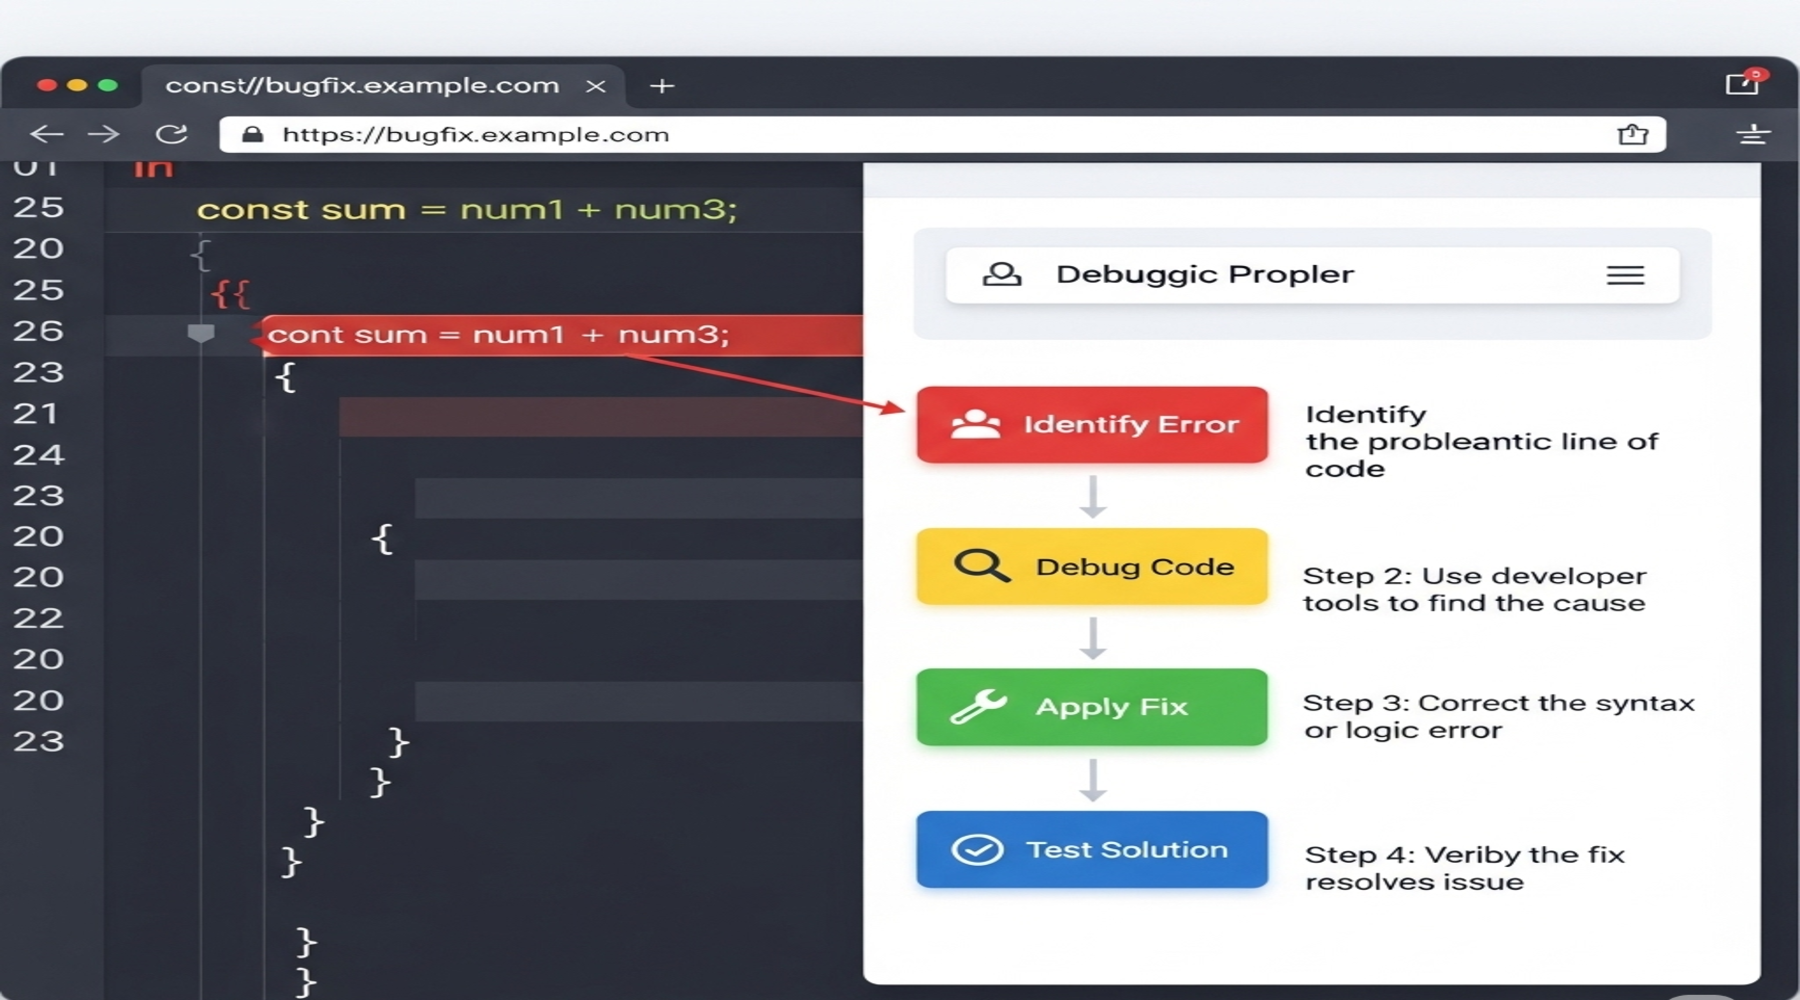 const//bugfix.example.com
https://bugfix.example.com
01 in
25 const sum = num1 + num3;
20 {
25 {{
26 cont sum = num1 + num3;
23 {
21
24
23
20 {
20
22
20
20
23 }
}
}
}
}
}
Debuggic Propler
Identify Error
Identify
the probleantic line of
code
Debug Code
Step 2: Use developer
tools to find the cause
Apply Fix
Step 3: Correct the syntax
or logic error
Test Solution
Step 4: Veriby the fix
resolves issue